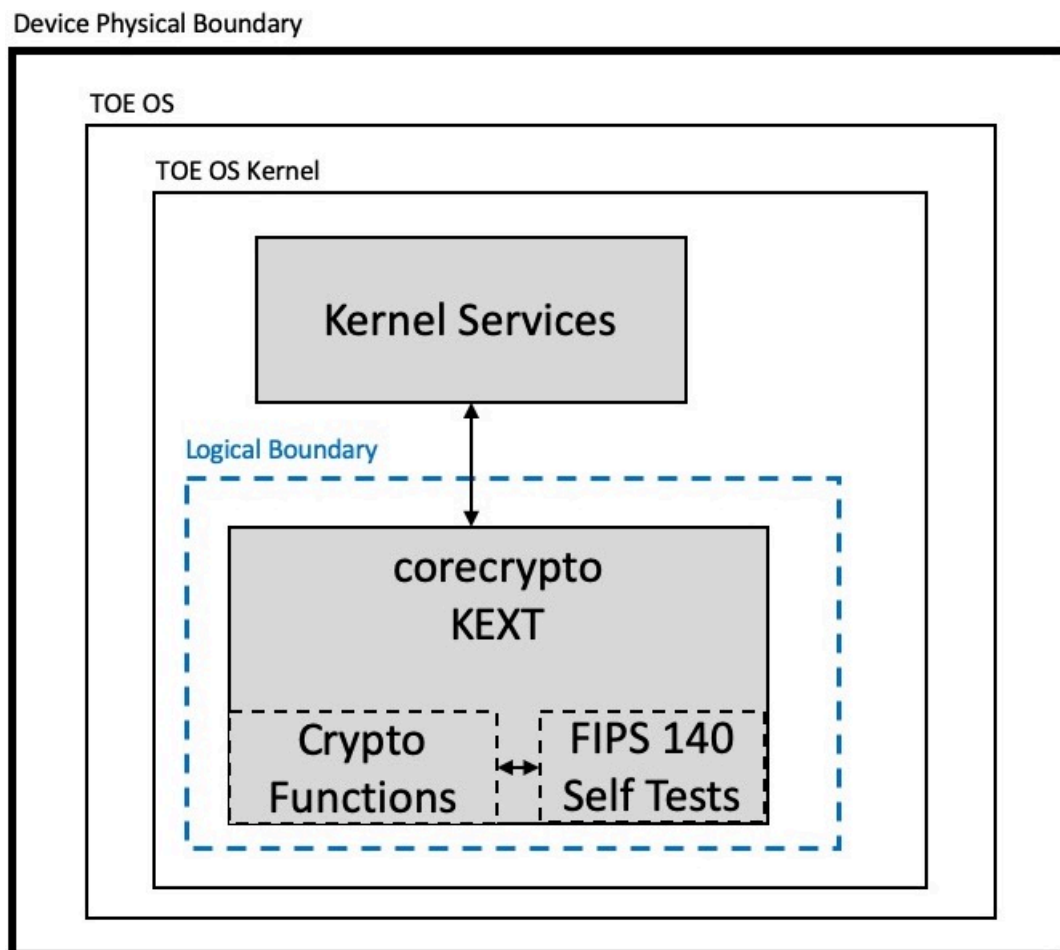 Device Physical Boundary
TOE OS
TOE OS Kernel
Kernel Services
Logical Boundary
corecrypto
KEXT
Crypto
Functions
FIPS 140
Self Tests